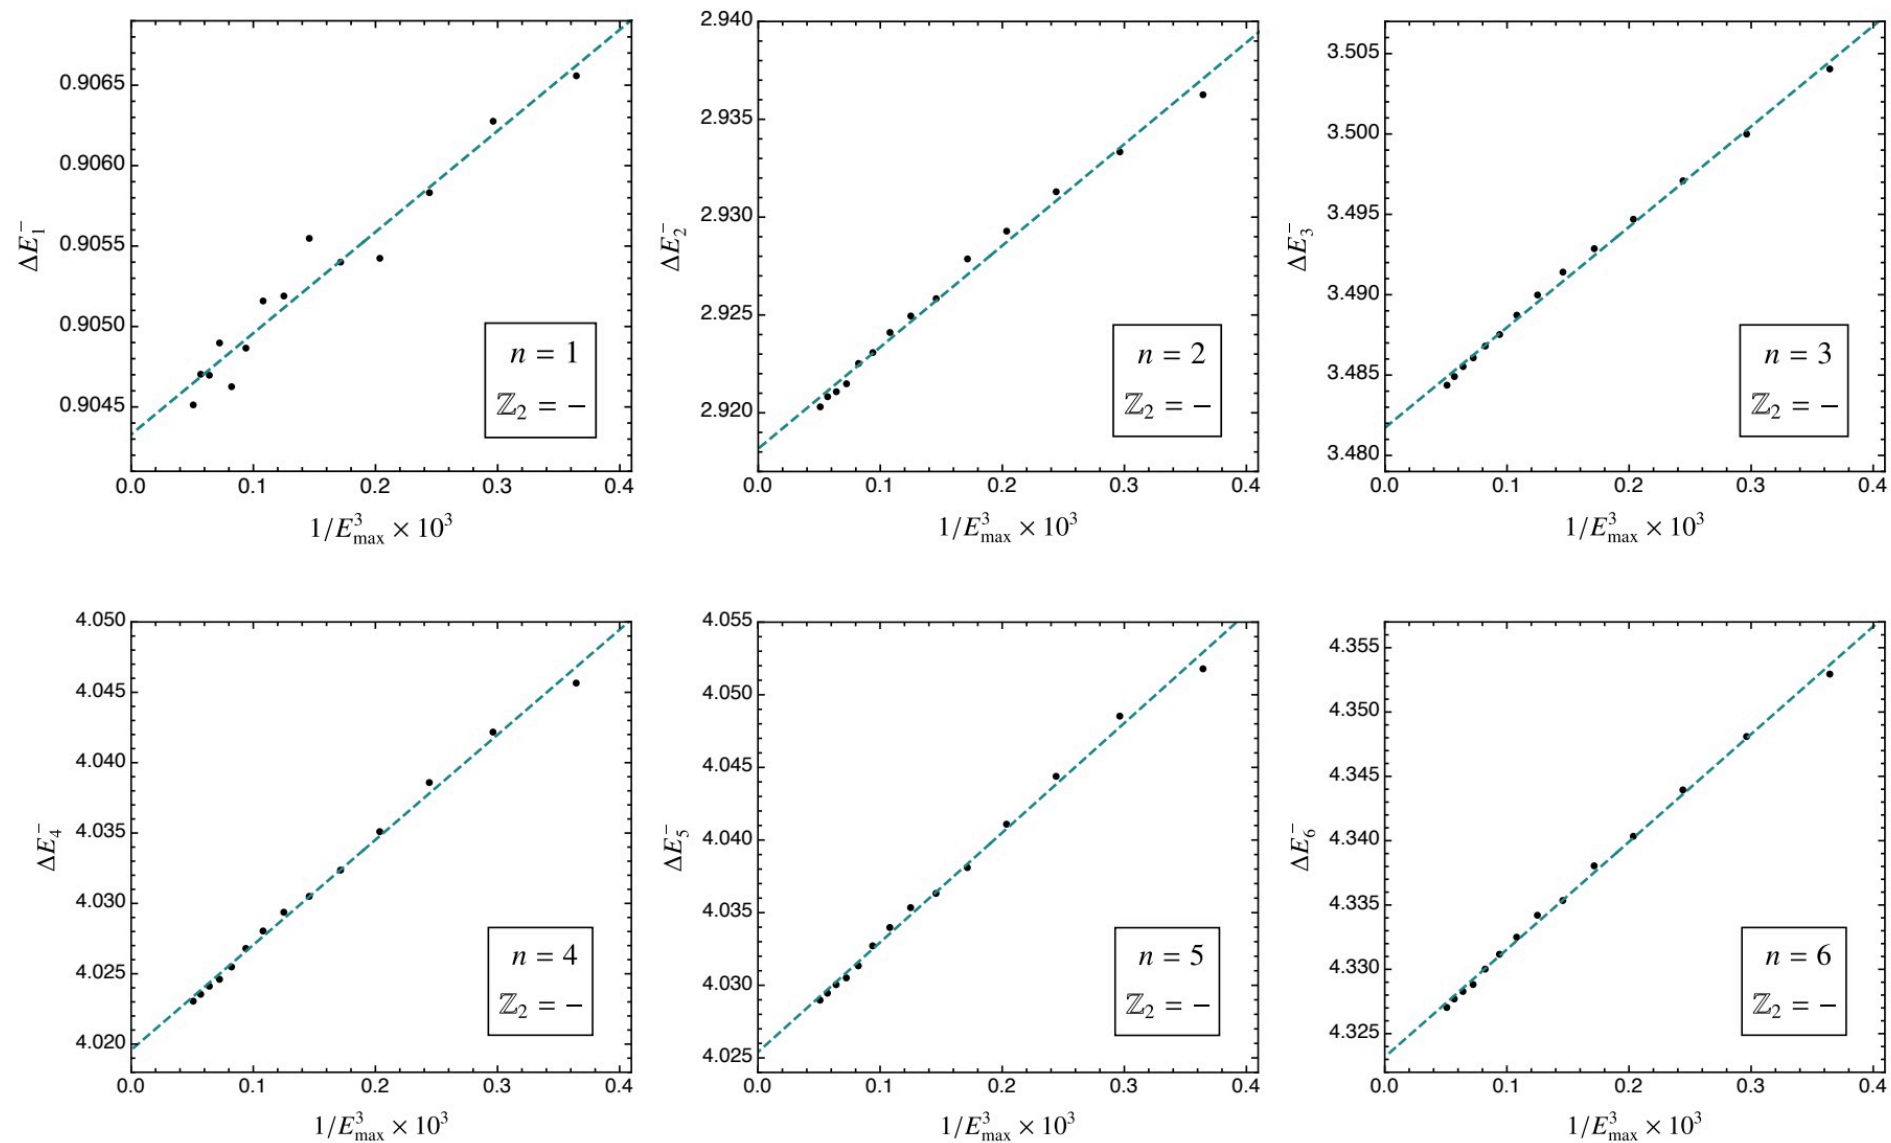 ΔE₁⁻
0.9065
0.9060
0.9055
0.9050
0.9045
n = 1
ℤ₂ = −
0.0 0.1 0.2 0.3 0.4
1/E³max × 10³
ΔE₂⁻
2.940
2.935
2.930
2.925
2.920
n = 2
ℤ₂ = −
0.0 0.1 0.2 0.3 0.4
1/E³max × 10³
ΔE₃⁻
3.505
3.500
3.495
3.490
3.485
3.480
n = 3
ℤ₂ = −
0.0 0.1 0.2 0.3 0.4
1/E³max × 10³
ΔE₄⁻
4.050
4.045
4.040
4.035
4.030
4.025
4.020
n = 4
ℤ₂ = −
0.0 0.1 0.2 0.3 0.4
1/E³max × 10³
ΔE₅⁻
4.055
4.050
4.045
4.040
4.035
4.030
4.025
n = 5
ℤ₂ = −
0.0 0.1 0.2 0.3 0.4
1/E³max × 10³
ΔE₆⁻
4.355
4.350
4.345
4.340
4.335
4.330
4.325
n = 6
ℤ₂ = −
0.0 0.1 0.2 0.3 0.4
1/E³max × 10³